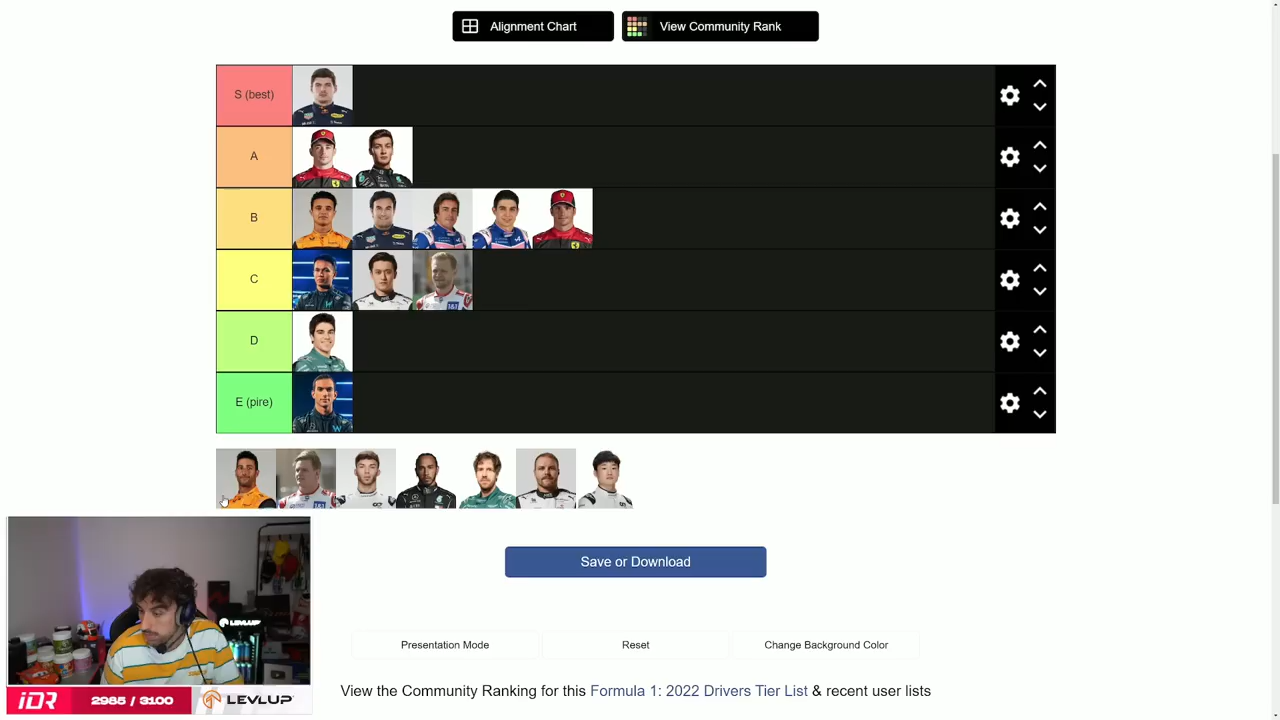 Alignment Chart
View Community Rank
S (best)
A
B
C
D
E (pire)
Save or Download
Presentation Mode
Reset
Change Background Color
View the Community Ranking for this Formula 1: 2022 Drivers Tier List & recent user lists
LEVLUP
iDR
2985 / 3100
LEVLUP